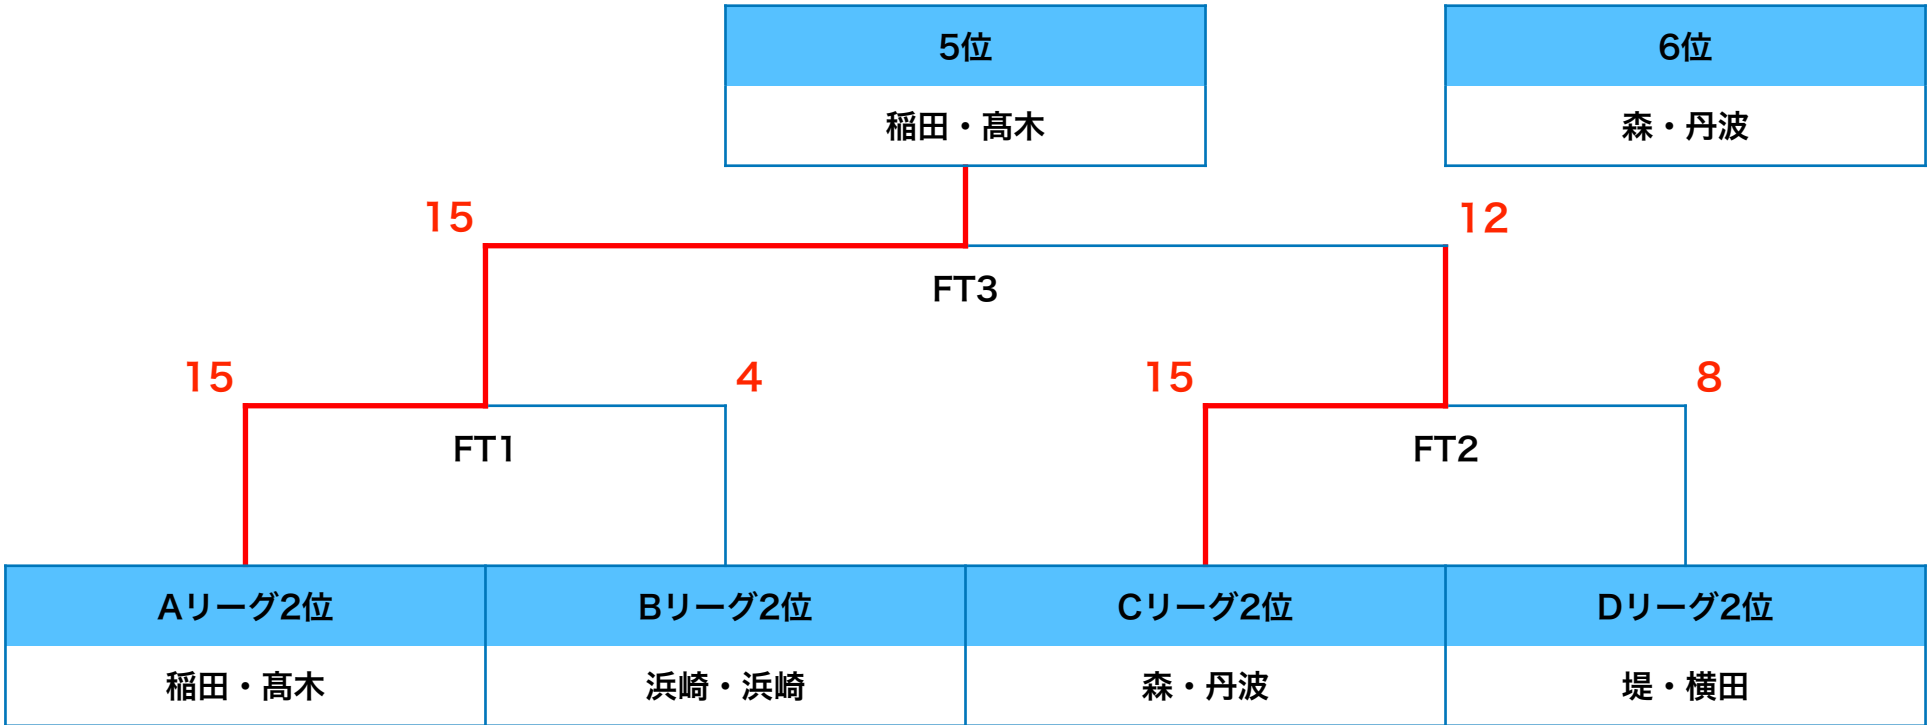 5位 6位
稲田・髙木 森・丹波
15 12
FT3
15 4 15 8
FT1 FT2
Aリーグ2位 Bリーグ2位 Cリーグ2位 Dリーグ2位
稲田・髙木 浜崎・浜崎 森・丹波 堤・横田